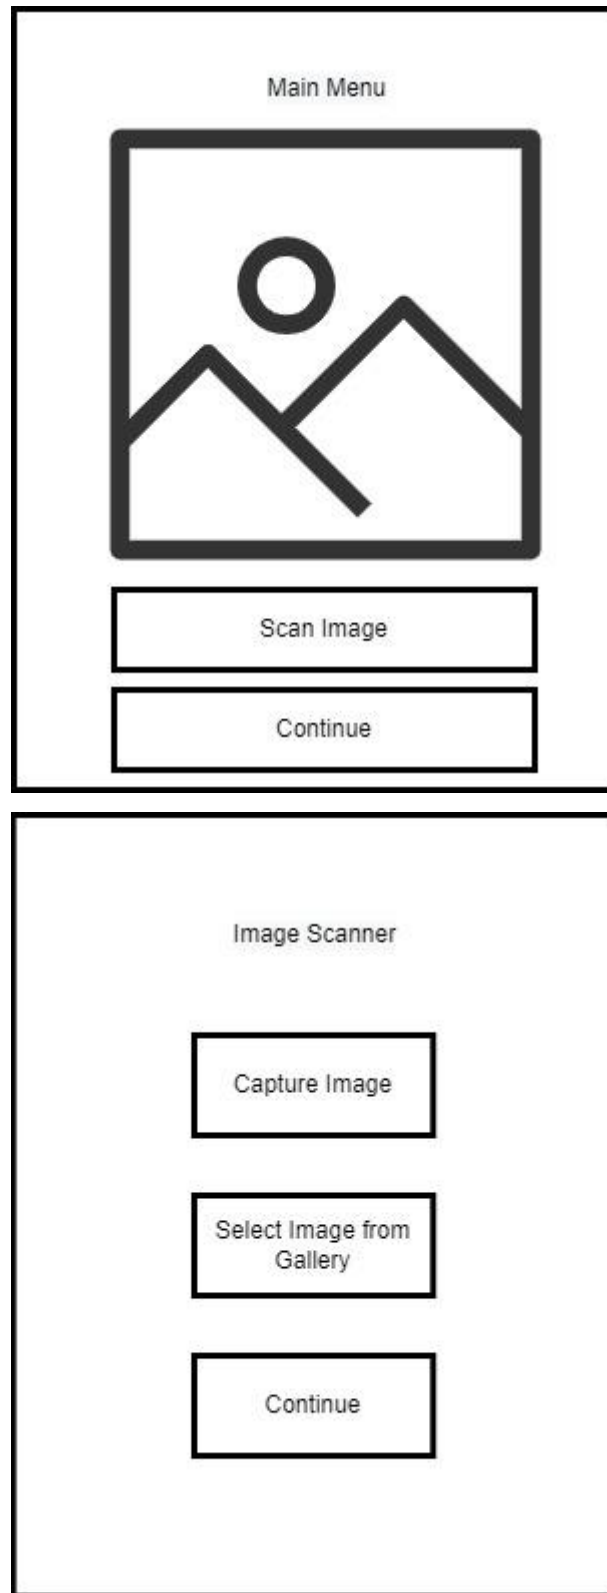 Main Menu
Scan Image
Continue
Image Scanner
Capture Image
Select Image from
Gallery
Continue